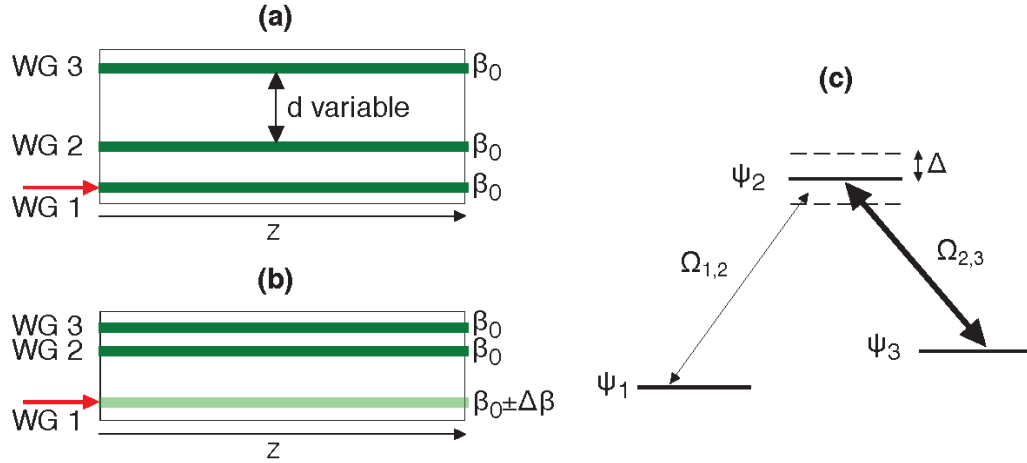 (a)
WG 3
β₀
d variable
WG 2
β₀
β₀
WG 1
z
(b)
WG 3
β₀
WG 2
β₀
β₀±Δβ
WG 1
z
(c)
Δ
ψ₂
Ω₁,₂
Ω₂,₃
ψ₃
ψ₁